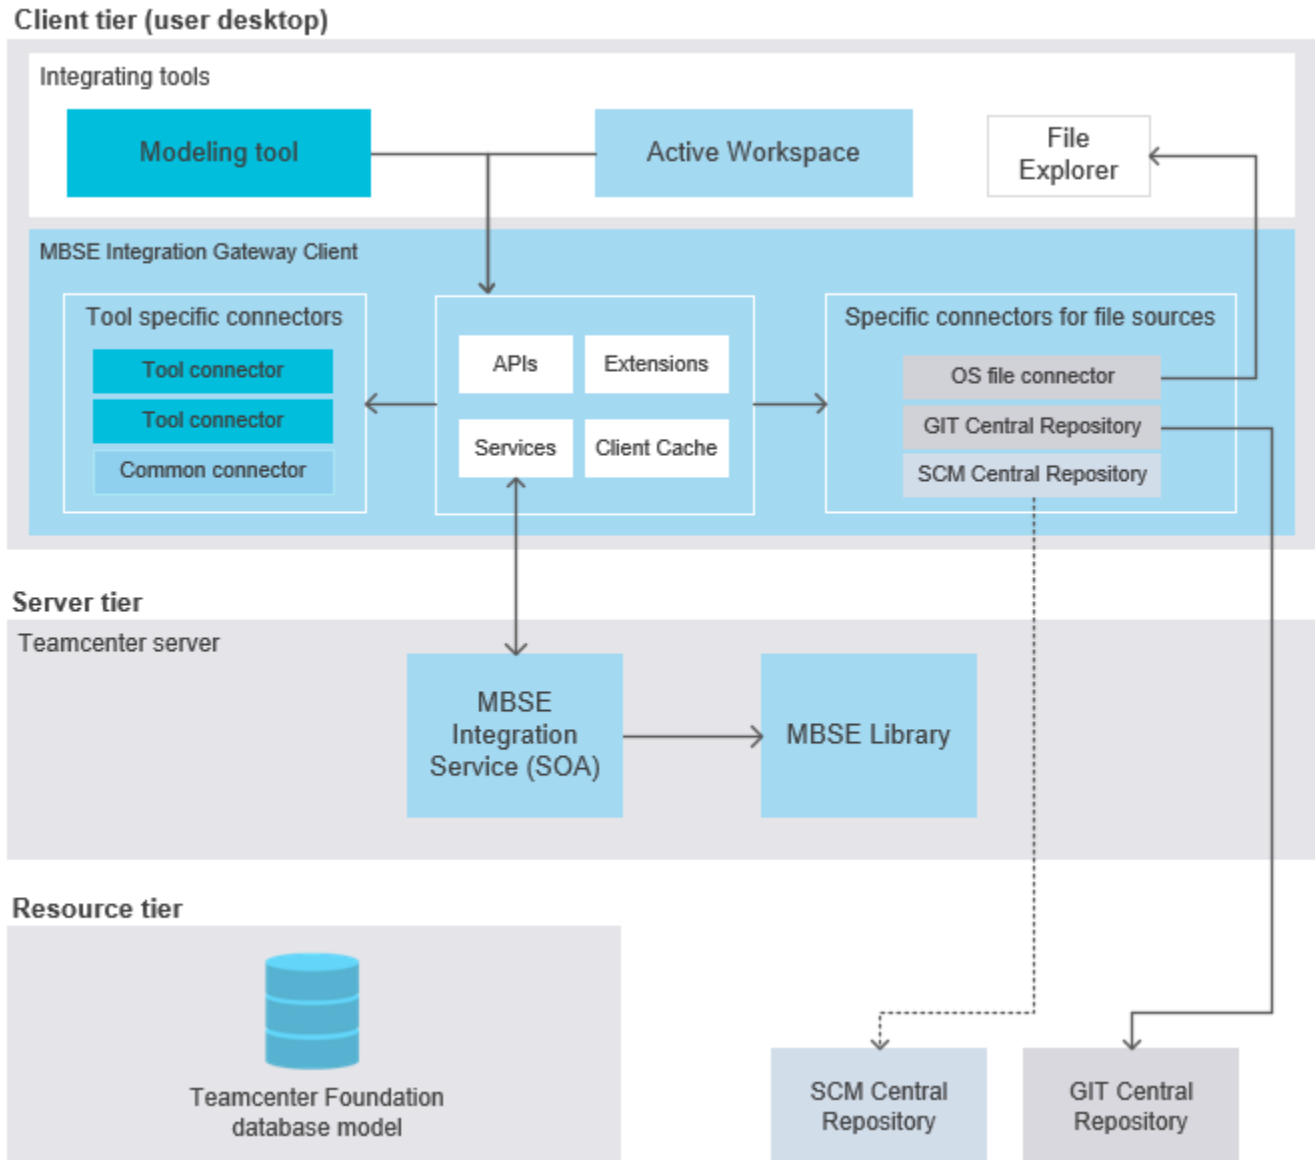 Client tier (user desktop)
Integrating tools
Modeling tool
Active Workspace
File
Explorer
MBSE Integration Gateway Client
Tool specific connectors
Tool connector
Tool connector
Common connector
APIs
Extensions
Services
Client Cache
Specific connectors for file sources
OS file connector
GIT Central Repository
SCM Central Repository
Server tier
Teamcenter server
MBSE
Integration
Service (SOA)
MBSE Library
Resource tier
Teamcenter Foundation
database model
SCM Central
Repository
GIT Central
Repository